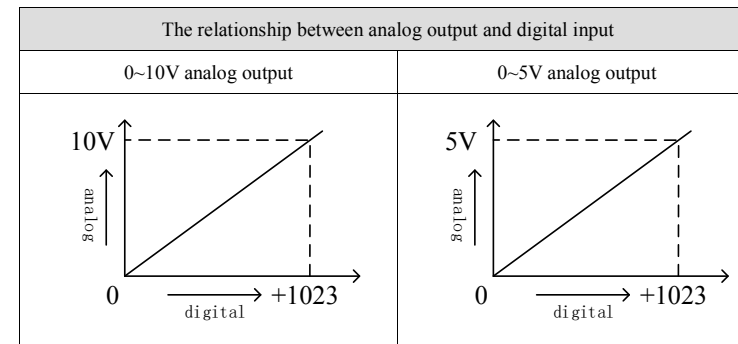 The relationship between analog output and digital input
0~10V analog output
0~5V analog output
10V
analog
0
digital
+1023
5V
analog
0
digital
+1023